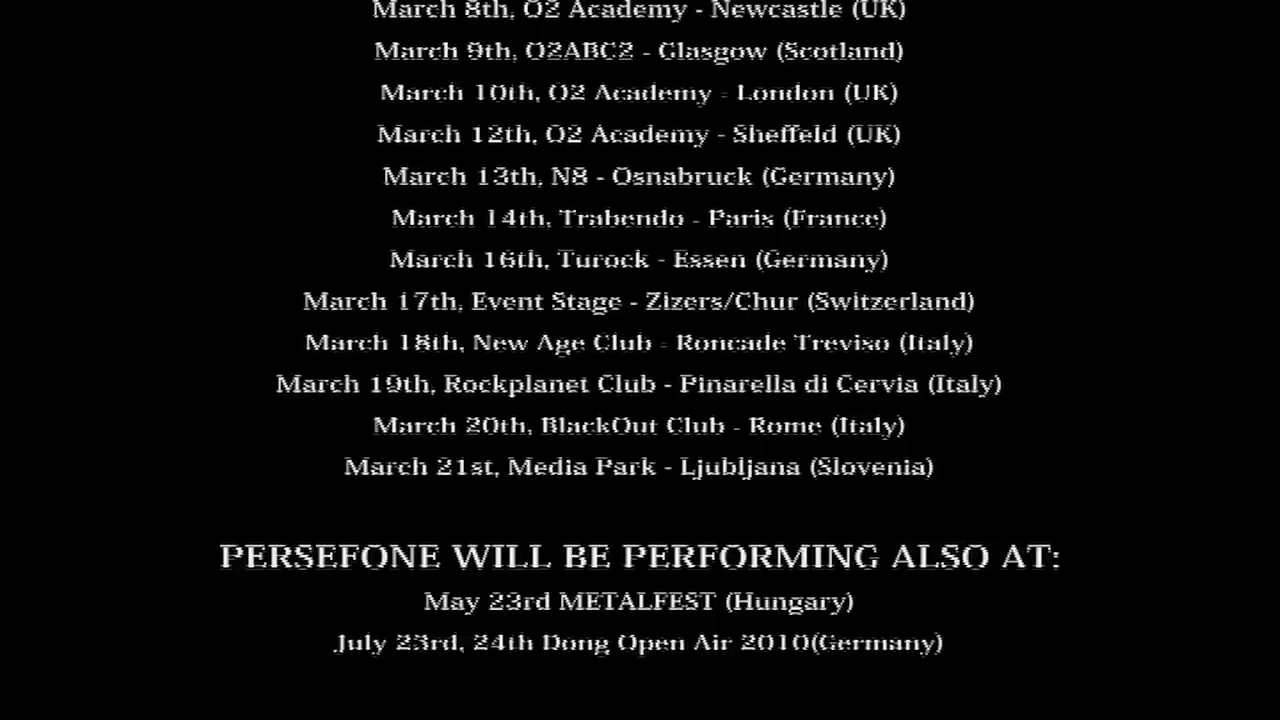 March 8th, O2 Academy - Newcastle (UK)
March 9th, O2ABC2 - Glasgow (Scotland)
March 10th, O2 Academy - London (UK)
March 12th, O2 Academy - Sheffeld (UK)
March 13th, N8 - Osnabruck (Germany)
March 14th, Trabendo - Paris (France)
March 16th, Turock - Essen (Germany)
March 17th, Event Stage - Zizers/Chur (Switzerland)
March 18th, New Age Club - Roncade Treviso (Italy)
March 19th, Rockplanet Club - Pinarella di Cervia (Italy)
March 20th, BlackOut Club - Rome (Italy)
March 21st, Media Park - Ljubljana (Slovenia)
PERSEFONE WILL BE PERFORMING ALSO AT:
May 23rd METALFEST (Hungary)
July 23rd, 24th Dong Open Air 2010(Germany)